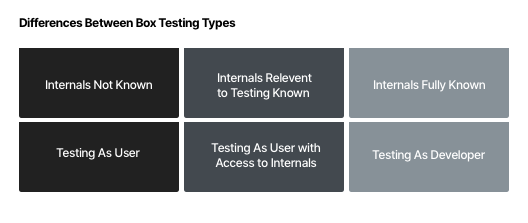 Differences Between Box Testing Types
Internals Not Known
Internals Relevent
to Testing Known
Internals Fully Known
Testing As User
Testing As User with
Access to Internals
Testing As Developer